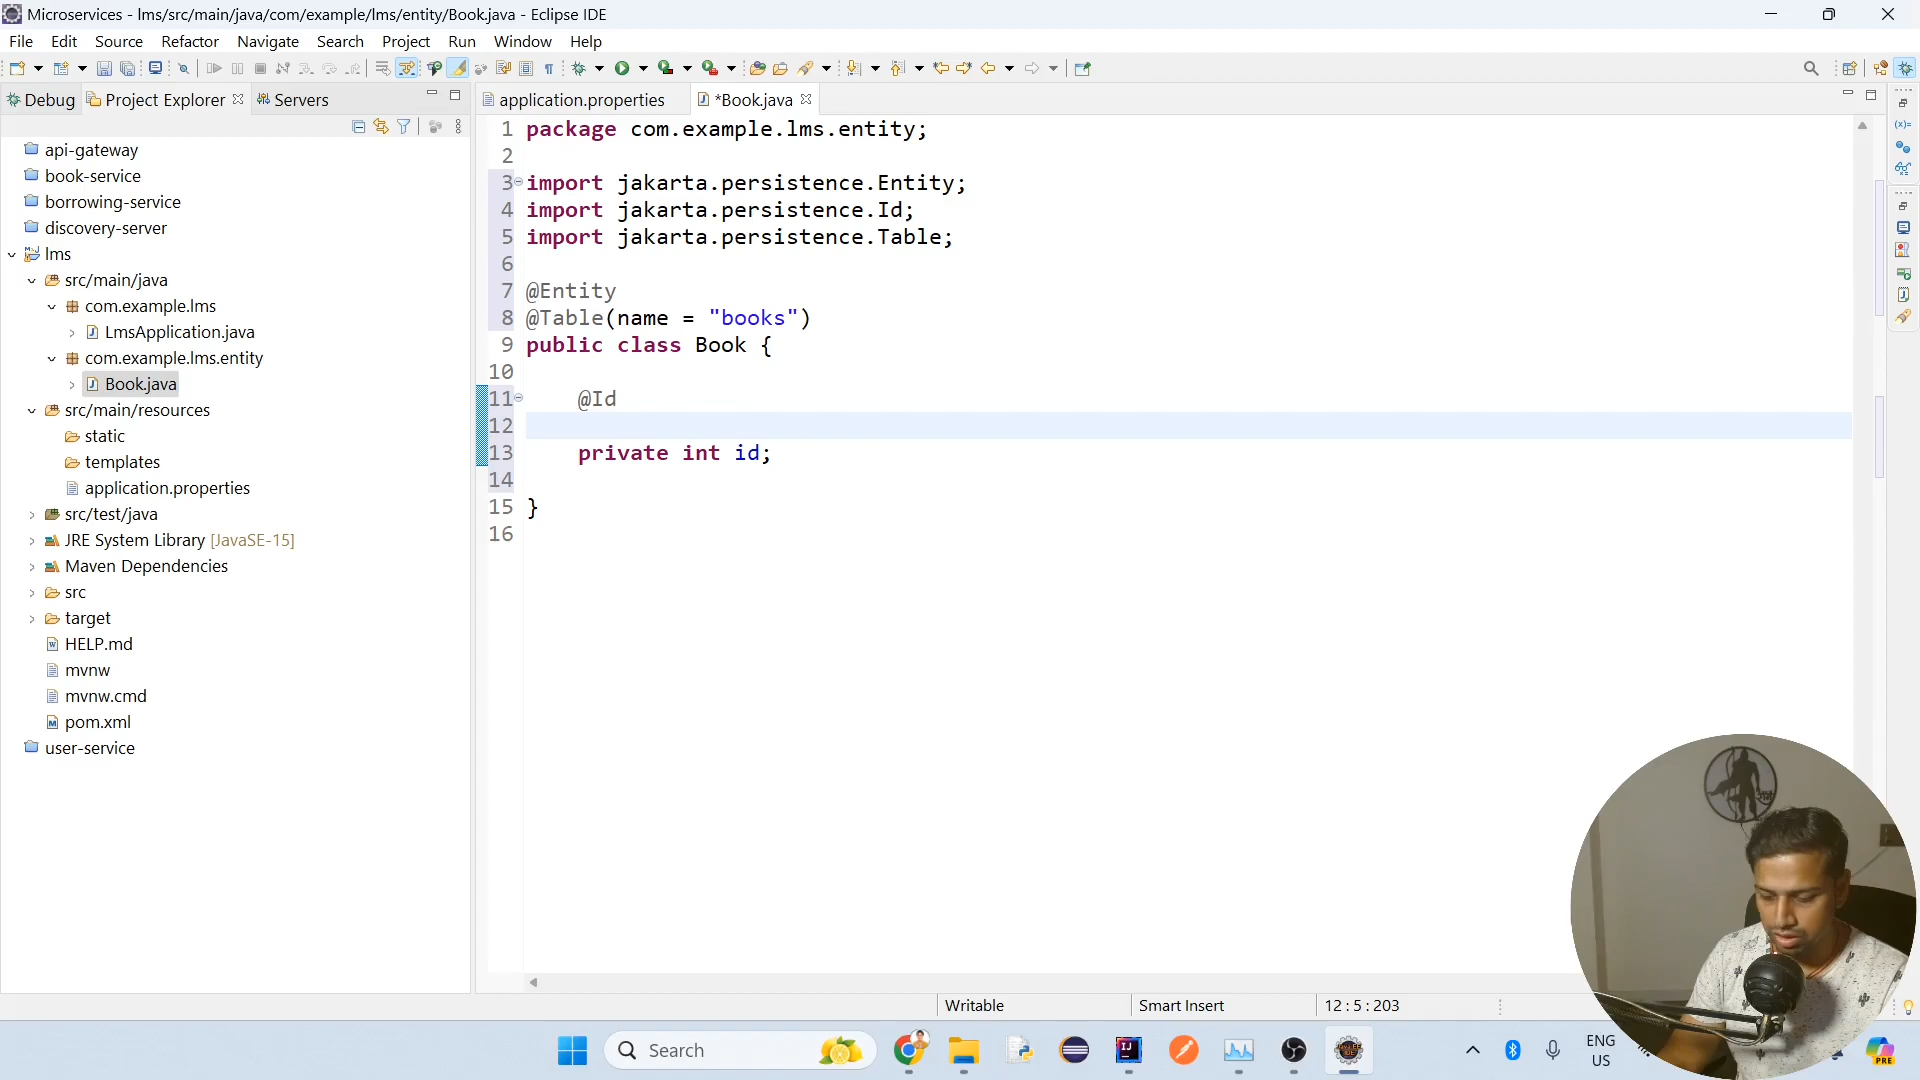 Microservices - lms/src/main/java/com/example/lms/entity/Book.java - Eclipse IDE
File Edit Source Refactor Navigate Search Project Run Window Help
Debug Project Explorer Servers
application.properties *Book.java
api-gateway
book-service
borrowing-service
discovery-server
lms
src/main/java
com.example.lms
LmsApplication.java
com.example.lms.entity
Book.java
src/main/resources
static
templates
application.properties
src/test/java
JRE System Library [JavaSE-15]
Maven Dependencies
src
target
HELP.md
mvnw
mvnw.cmd
pom.xml
user-service
1 package com.example.lms.entity;
2
3 import jakarta.persistence.Entity;
4 import jakarta.persistence.Id;
5 import jakarta.persistence.Table;
6
7 @Entity
8 @Table(name = "books")
9 public class Book {
10
11 @Id
12
13 private int id;
14
15 }
16
Writable Smart Insert 12 : 5 : 203
Search
ENG
US
PRE